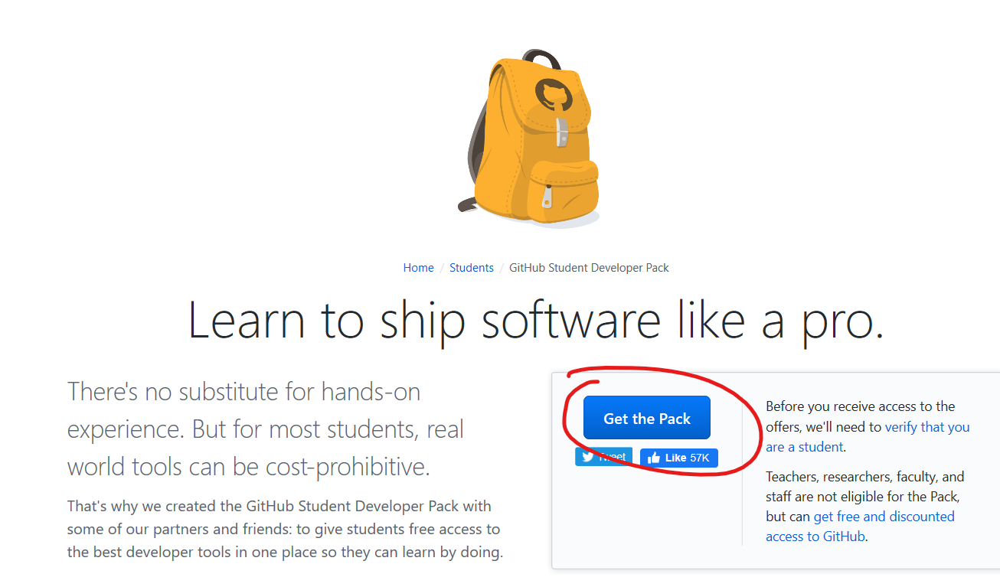 Home / Students / GitHub Student Developer Pack
Learn to ship software like a pro.
There's no substitute for hands-on
experience. But for most students, real
world tools can be cost-prohibitive.
That's why we created the GitHub Student Developer Pack with
some of our partners and friends: to give students free access to
the best developer tools in one place so they can learn by doing.
Get the Pack
Tweet
Like 57K
Before you receive access to the
offers, we'll need to verify that you
are a student.
Teachers, researchers, faculty, and
staff are not eligible for the Pack,
but can get free and discounted
access to GitHub.